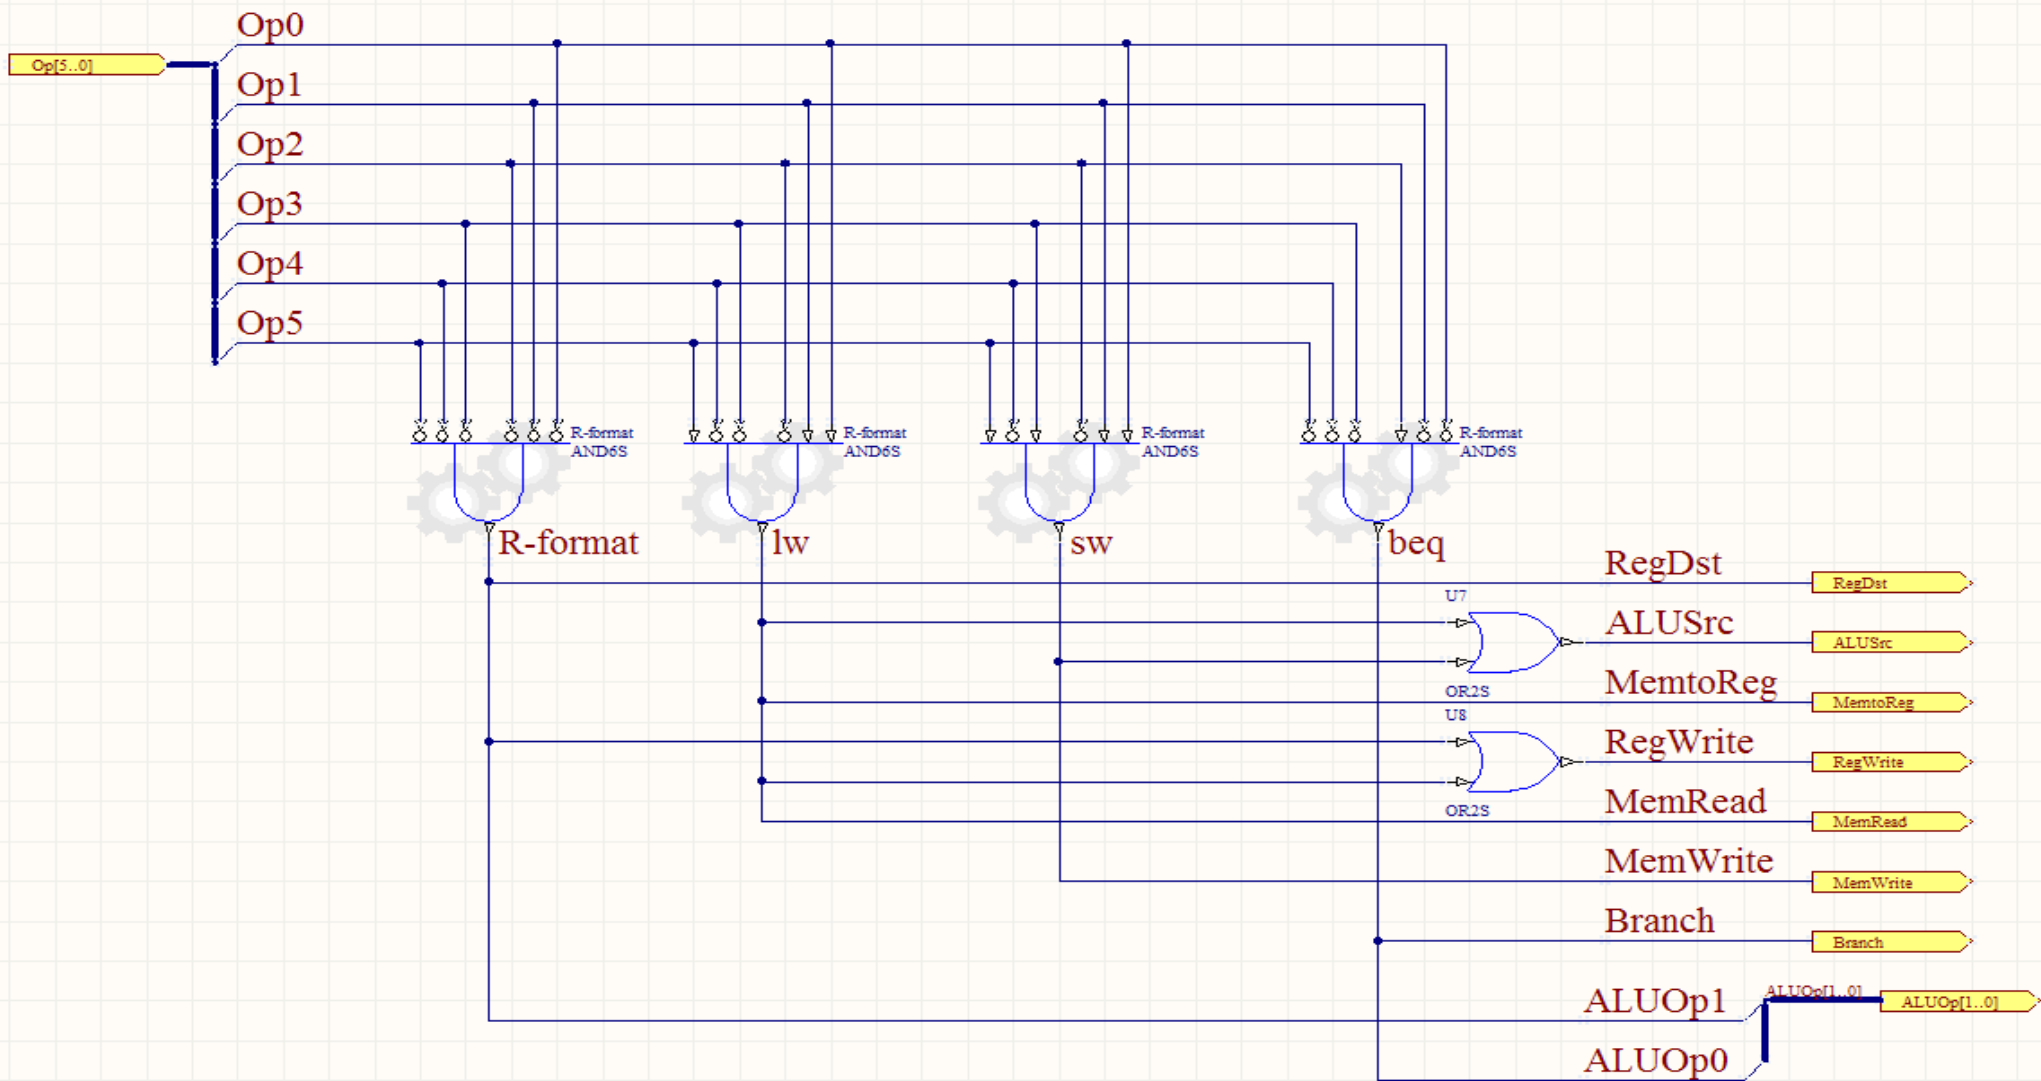 Op0
Op[5..0]
Op1
Op2
Op3
Op4
Op5
R-format
AND6S
R-format
AND6S
R-format
AND6S
R-format
AND6S
R-format
lw
sw
beq
RegDst
RegDst
U7
ALUSrc
ALUSrc
OR2S
MemtoReg
MemtoReg
U8
RegWrite
RegWrite
OR2S
MemRead
MemRead
MemWrite
MemWrite
Branch
Branch
ALUOp1
ALUOp[1..0]
ALUOp[1..0]
ALUOp0